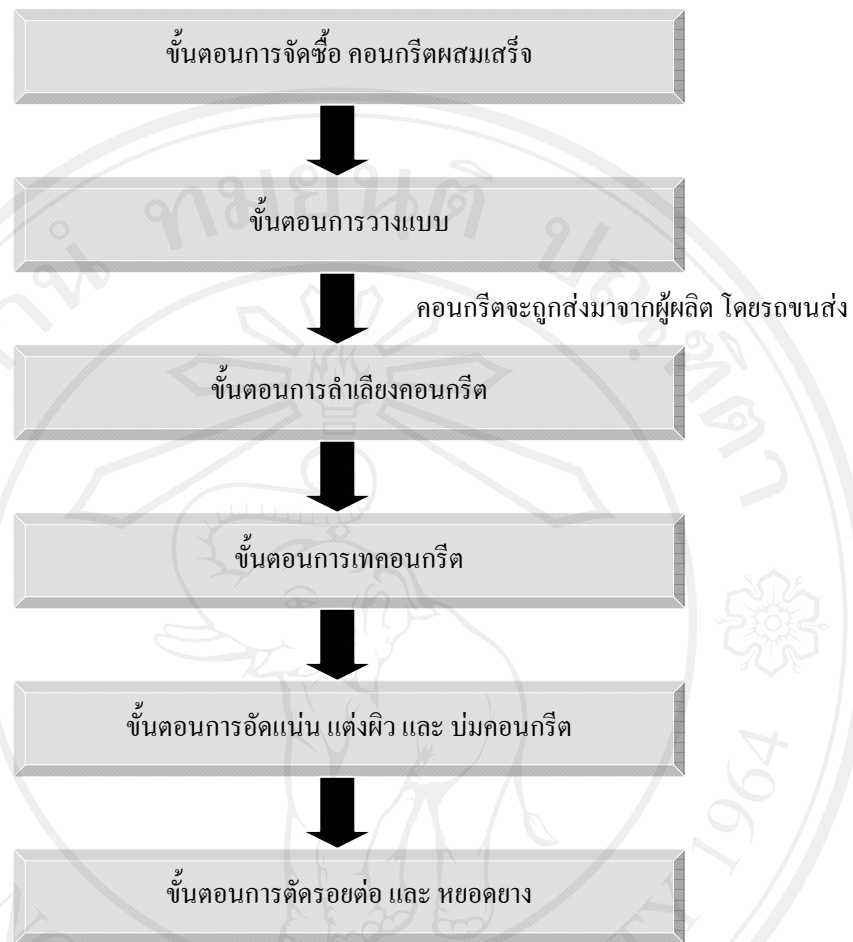 ขั้นตอนการจัดซื้อ คอนกรีตผสมเสร็จ
ขั้นตอนการวางแบบ
คอนกรีตจะถูกส่งมาจากผู้ผลิต โดยรถขนส่ง
ขั้นตอนการลำเลียงคอนกรีต
ขั้นตอนการเทคอนกรีต
ขั้นตอนการอัดแน่น แต่งผิว และ บ่มคอนกรีต
ขั้นตอนการตัดรอยต่อ และ หยอดยาง
1964